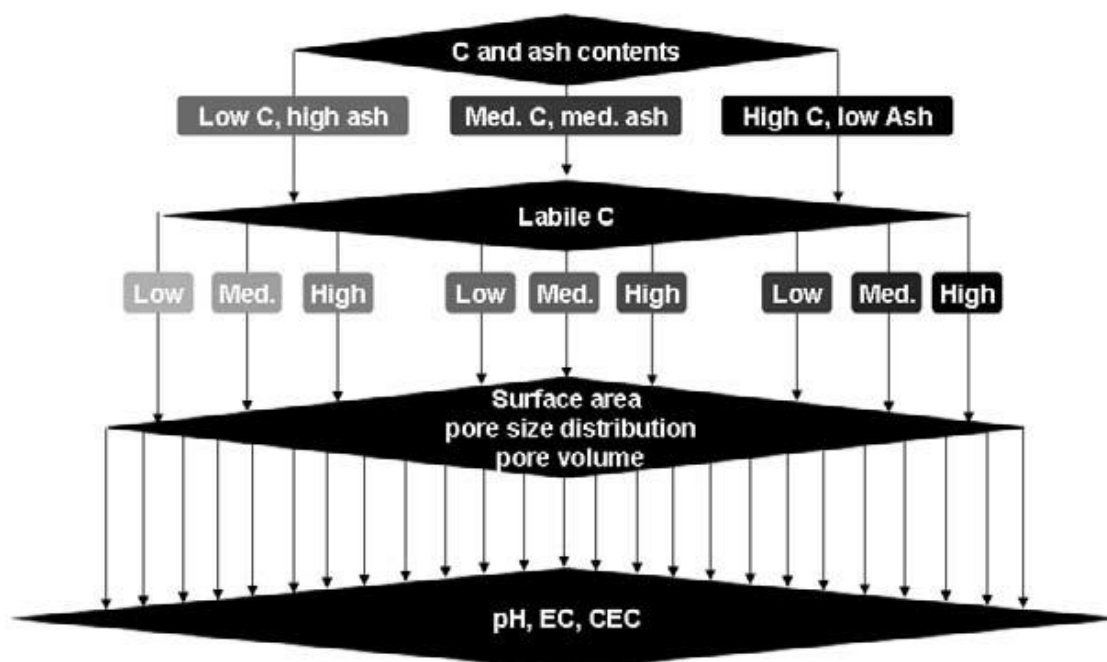 C and ash contents
Low C, high ash
Med. C, med. ash
High C, low Ash
Labile C
Low
Med.
High
Low
Med.
High
Low
Med.
High
Surface area
pore size distribution
pore volume
pH, EC, CEC